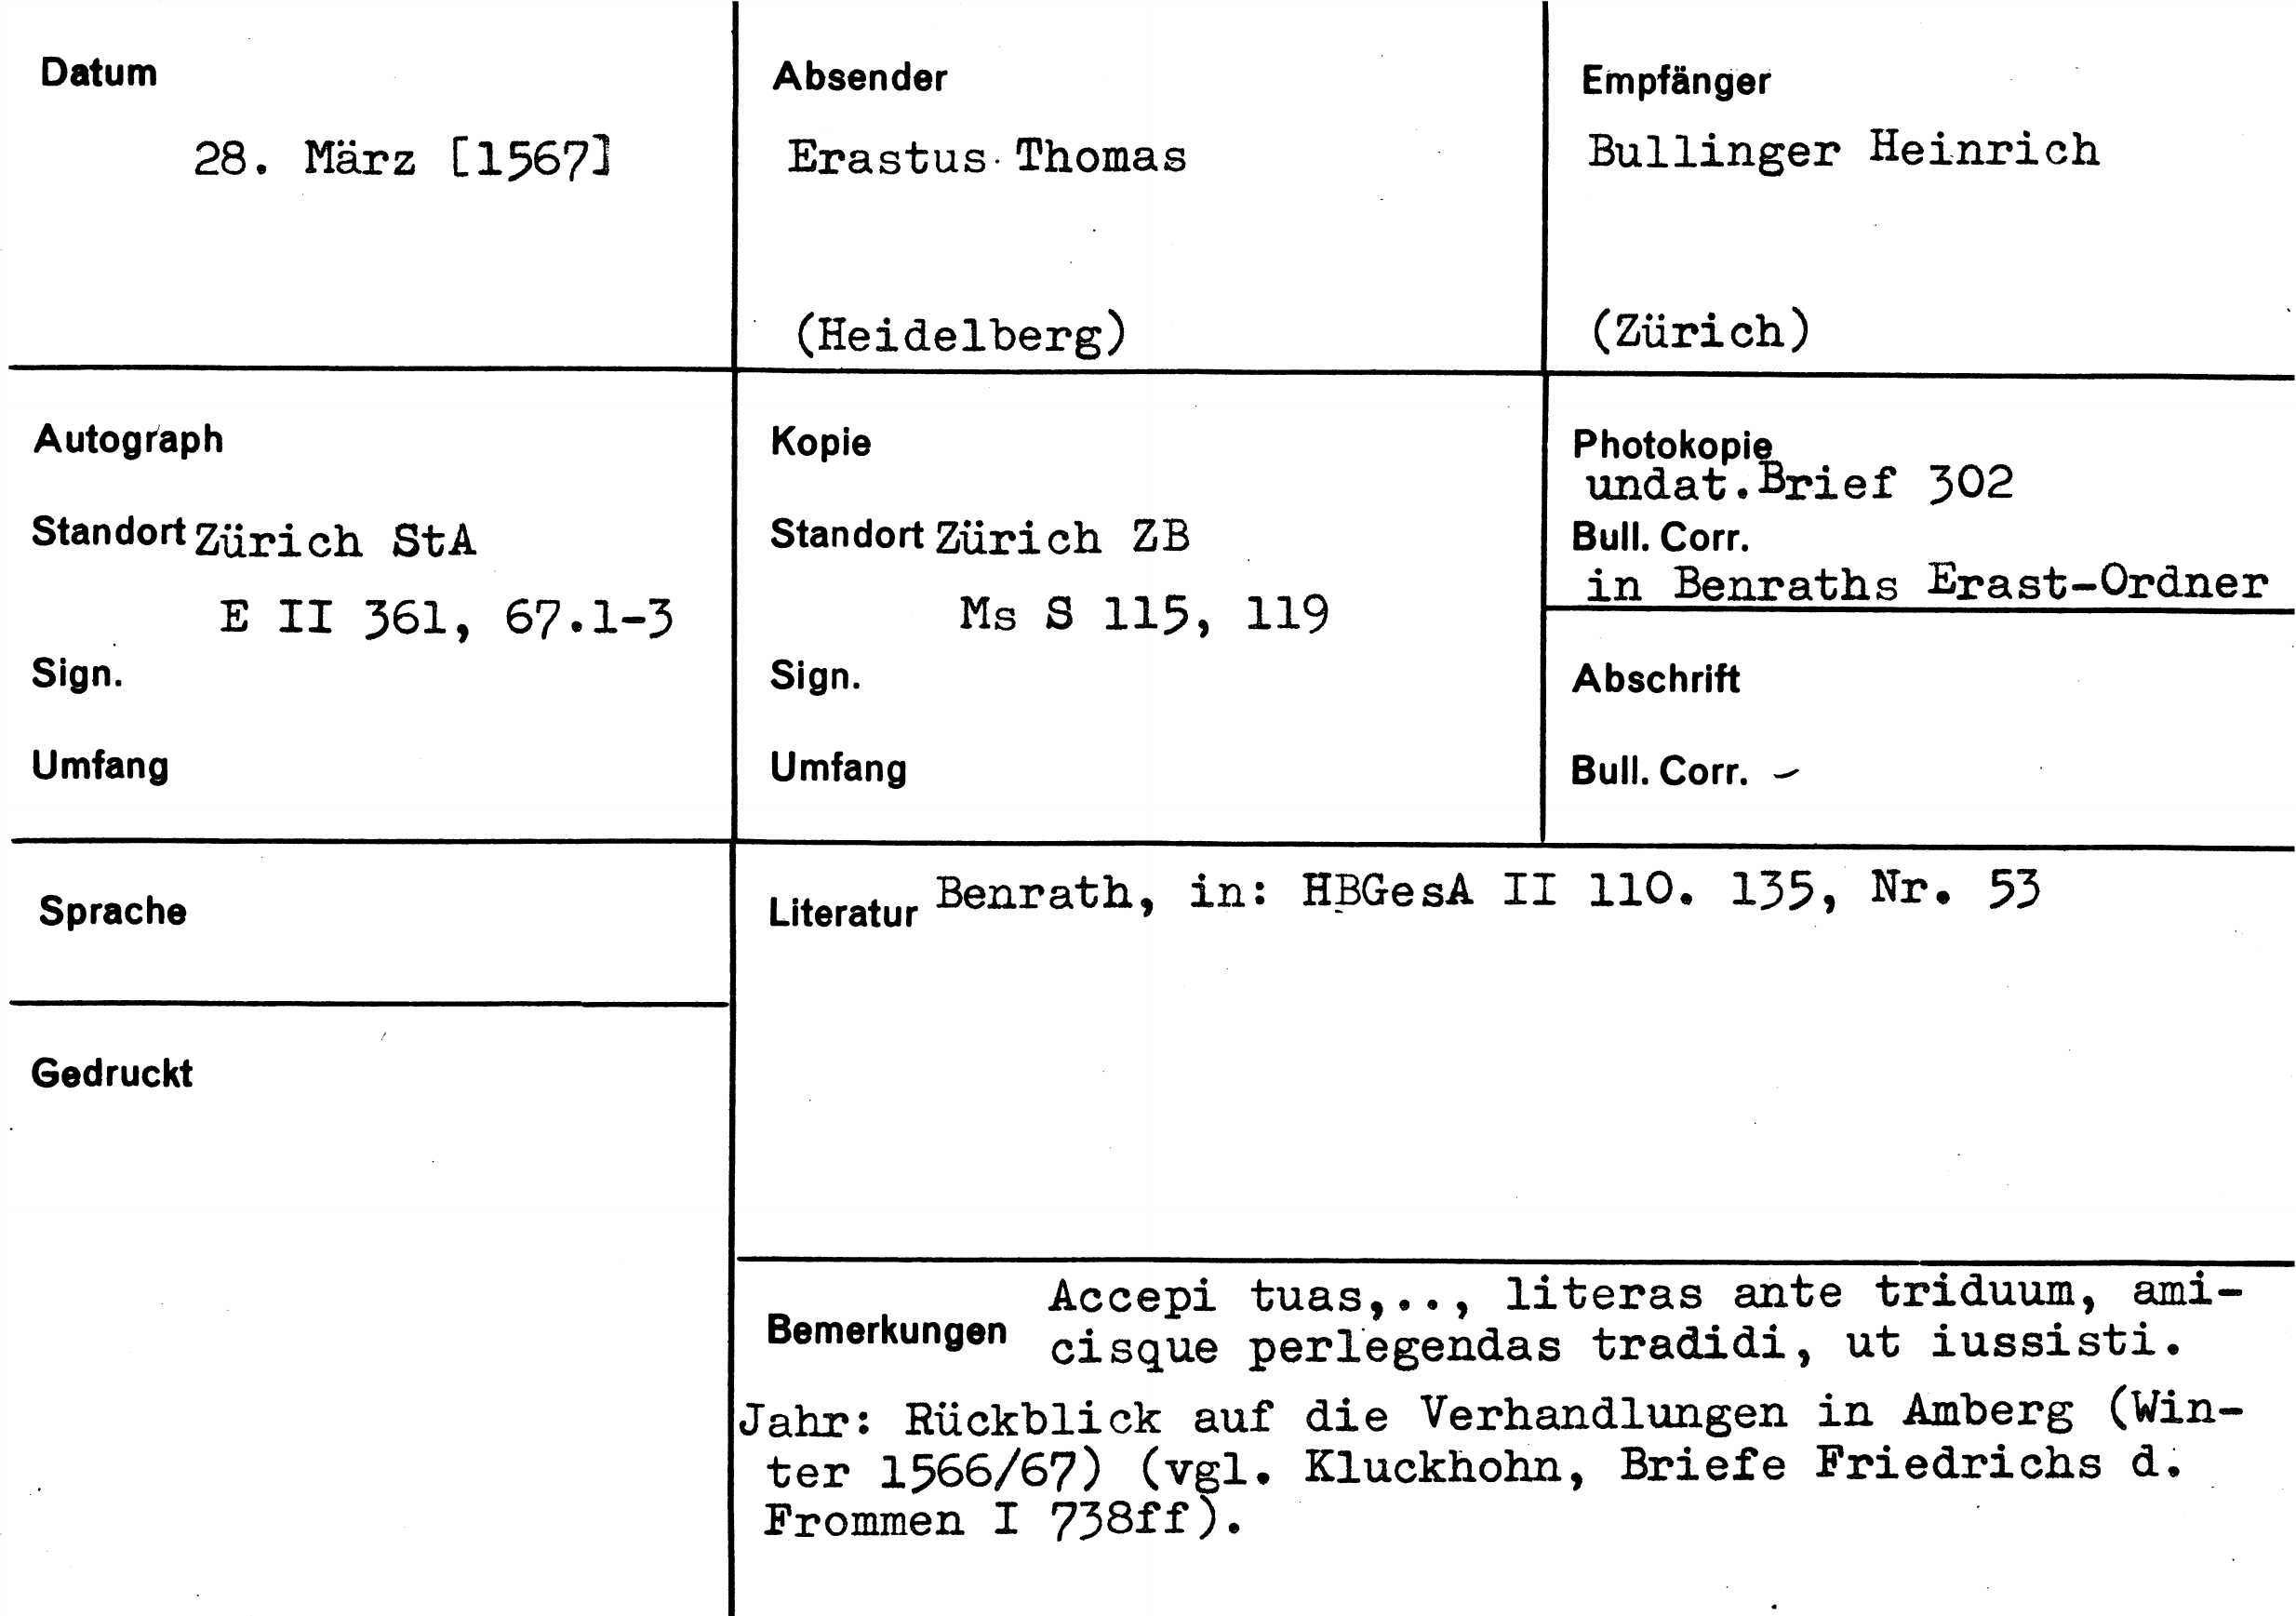 Datum
28. März [1567]
Absender
Erastus Thomas
(Heidelberg)
Empfänger
Bullinger Heinrich
(Zürich)
Autograph
Standort Zürich StA
E II 361, 67.1-3
Sign.
Umfang
Kopie
Standort Zürich ZB
Ms S 115, 119
Sign.
Umfang
Photokopie
undat.Brief 302
Bull. Corr.
in Benraths Erast-Ordner
Abschrift
Bull. Corr. -
Sprache
Literatur Benrath, in: HBGesA II 110. 135, Nr. 53
Gedruckt
Bemerkungen
Accepi tuas,.., literas ante triduum, ami-
cisque perlegendas tradidi, ut iussisti.
Jahr: Rückblick auf die Verhandlungen in Amberg (Win-
ter 1566/67) (vgl. Kluckhohn, Briefe Friedrichs d.
Frommen I 738ff).